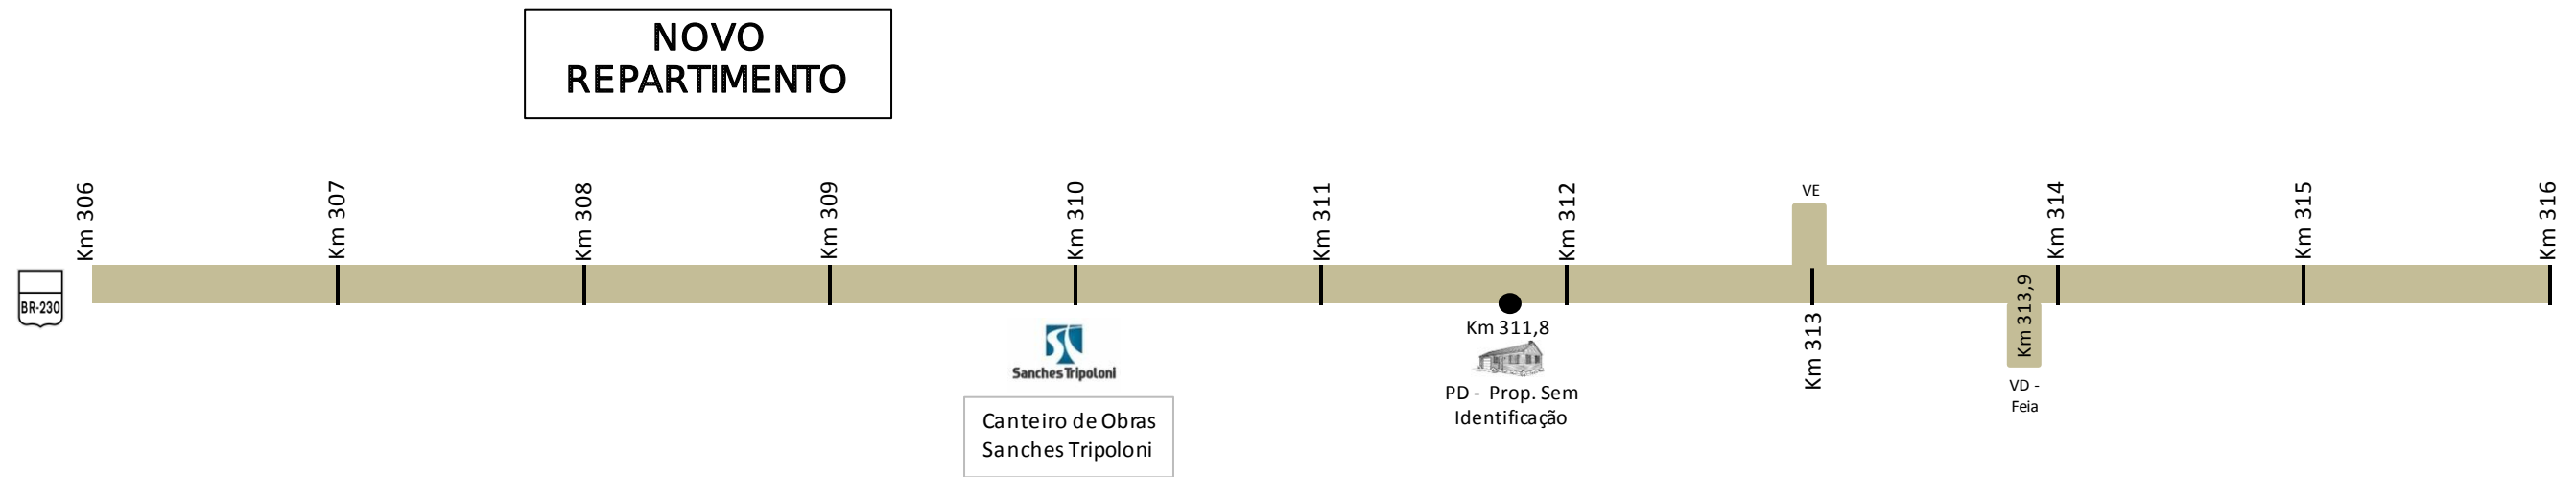 NOVO
REPARTIMENTO
Km 306
Km 307
Km 308
Km 309
Km 310
Km 311
Km 312
VE
Km 314
Km 315
Km 316
BR-230
Km 313,9
Km 311,8
Km 313
Sanches Tripoloni
PD - Prop. Sem
Identificação
VD -
Feia
Canteiro de Obras
Sanches Tripoloni